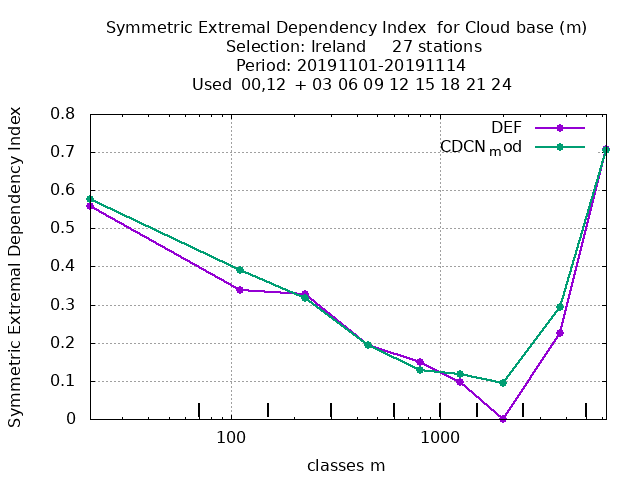 Symmetric Extremal Dependency Index for Cloud base (m)
Selection: Ireland 27 stations
Period: 20191101-20191114
Used 00,12 + 03 06 09 12 15 18 21 24
Symmetric Extremal Dependency Index
0.8
0.7
0.6
0.5
0.4
0.3
0.2
0.1
0
DEF
CDCNmod
100
1000
classes m